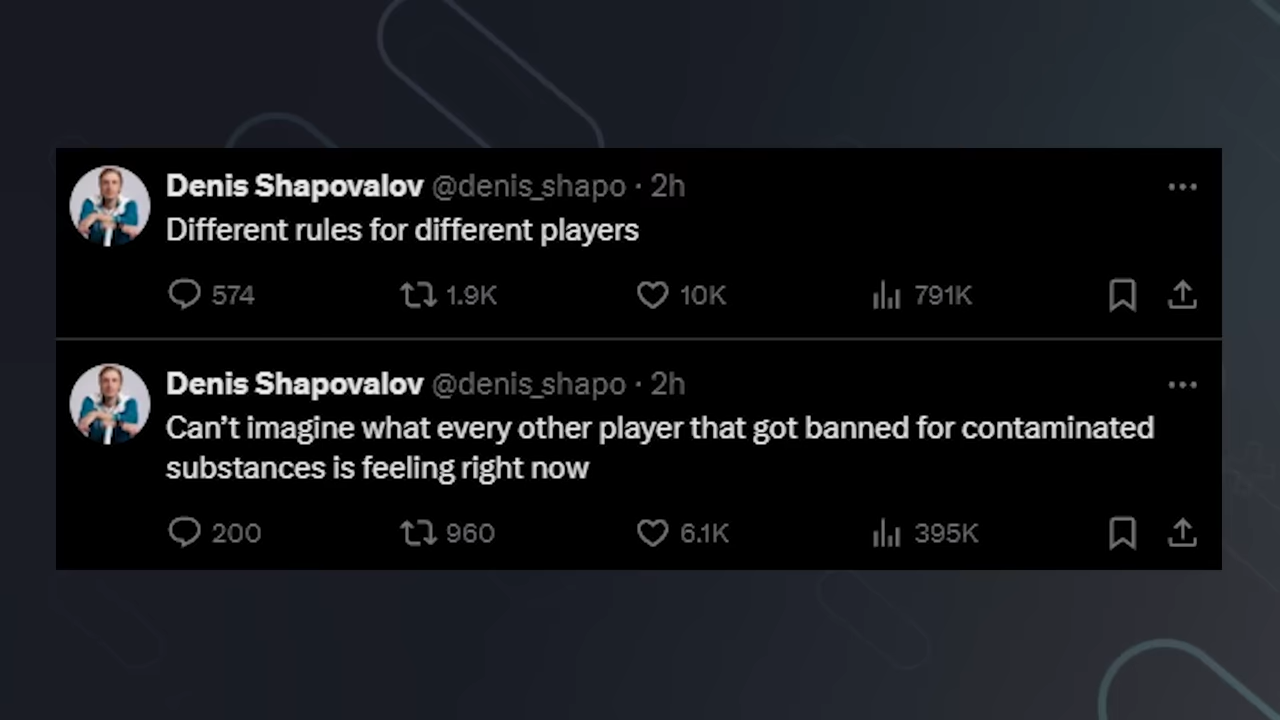 Denis Shapovalov @denis_shapo · 2h
Different rules for different players
574 1.9K 10K 791K
Denis Shapovalov @denis_shapo · 2h
Can’t imagine what every other player that got banned for contaminated
substances is feeling right now
200 960 6.1K 395K